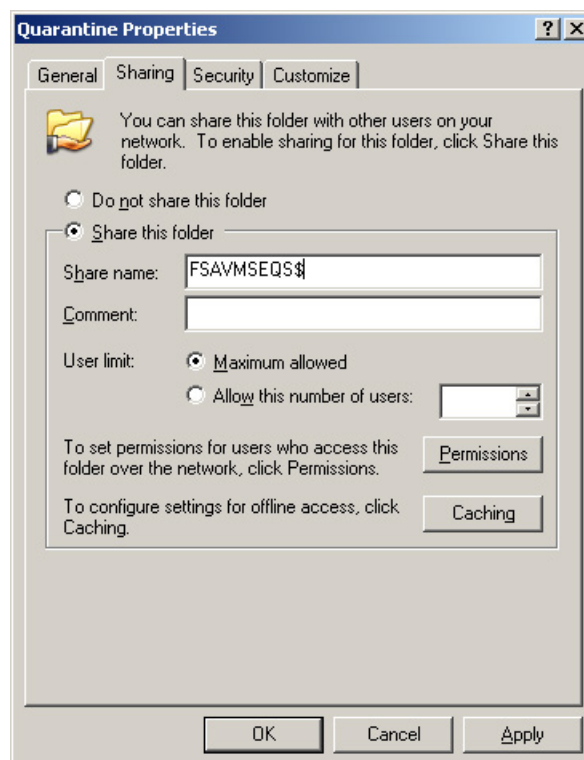 Quarantine Properties
General Sharing Security Customize
You can share this folder with other users on your
network. To enable sharing for this folder, click Share this
folder.
Do not share this folder
Share this folder
Share name: FSAVMSEQS$
Comment:
User limit: Maximum allowed
Allow this number of users:
To set permissions for users who access this
folder over the network, click Permissions.
Permissions
To configure settings for offline access, click
Caching.
Caching
OK Cancel Apply